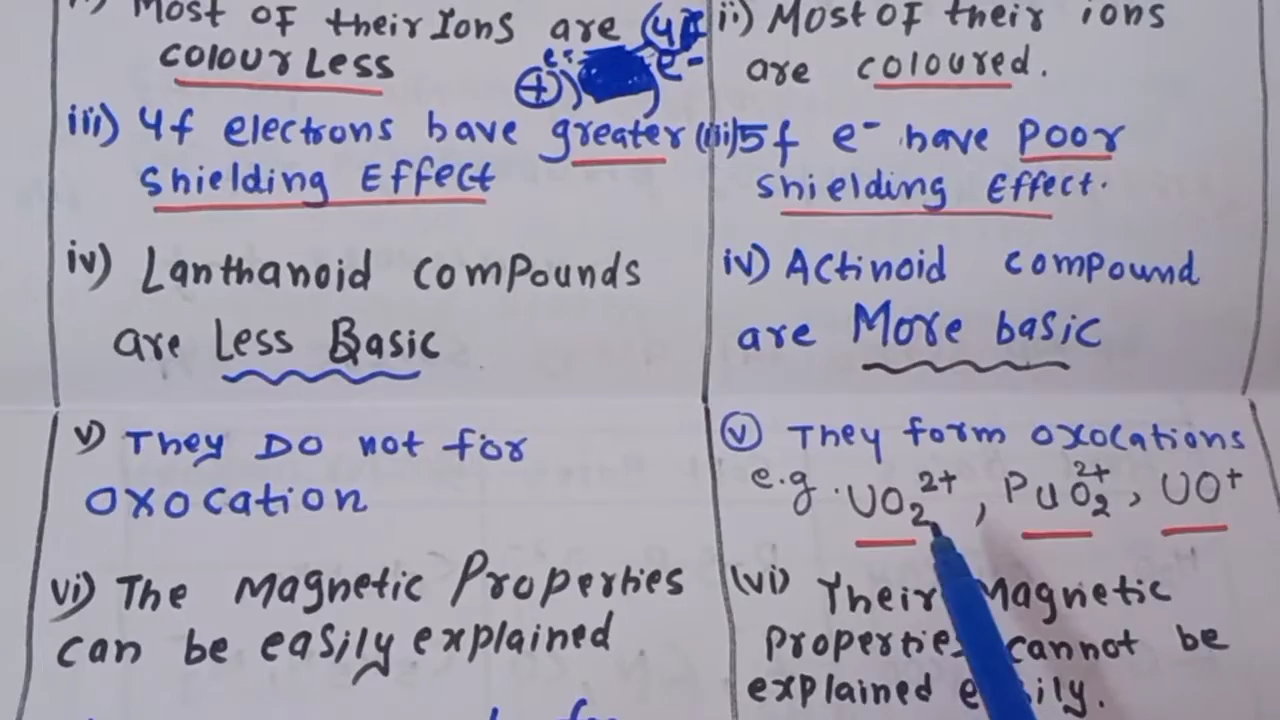 Most of their Ions are (4f
colourLess
e- e-
+
iii) 4f electrons have greater
Shielding Effect
iv) Lanthanoid compounds
are Less Basic
v) They Do not for
oxocation
vi) The Magnetic Properties
can be easily explained
ii) Most of their ions
are coloured.
(iii) 5f e- have poor
shielding Effect.
iv) Actinoid compound
are More basic
v They form oxocations
e.g. UO₂²⁺, PuO₂²⁺, UO⁺
(vi) Their Magnetic
properties cannot be
explained easily.